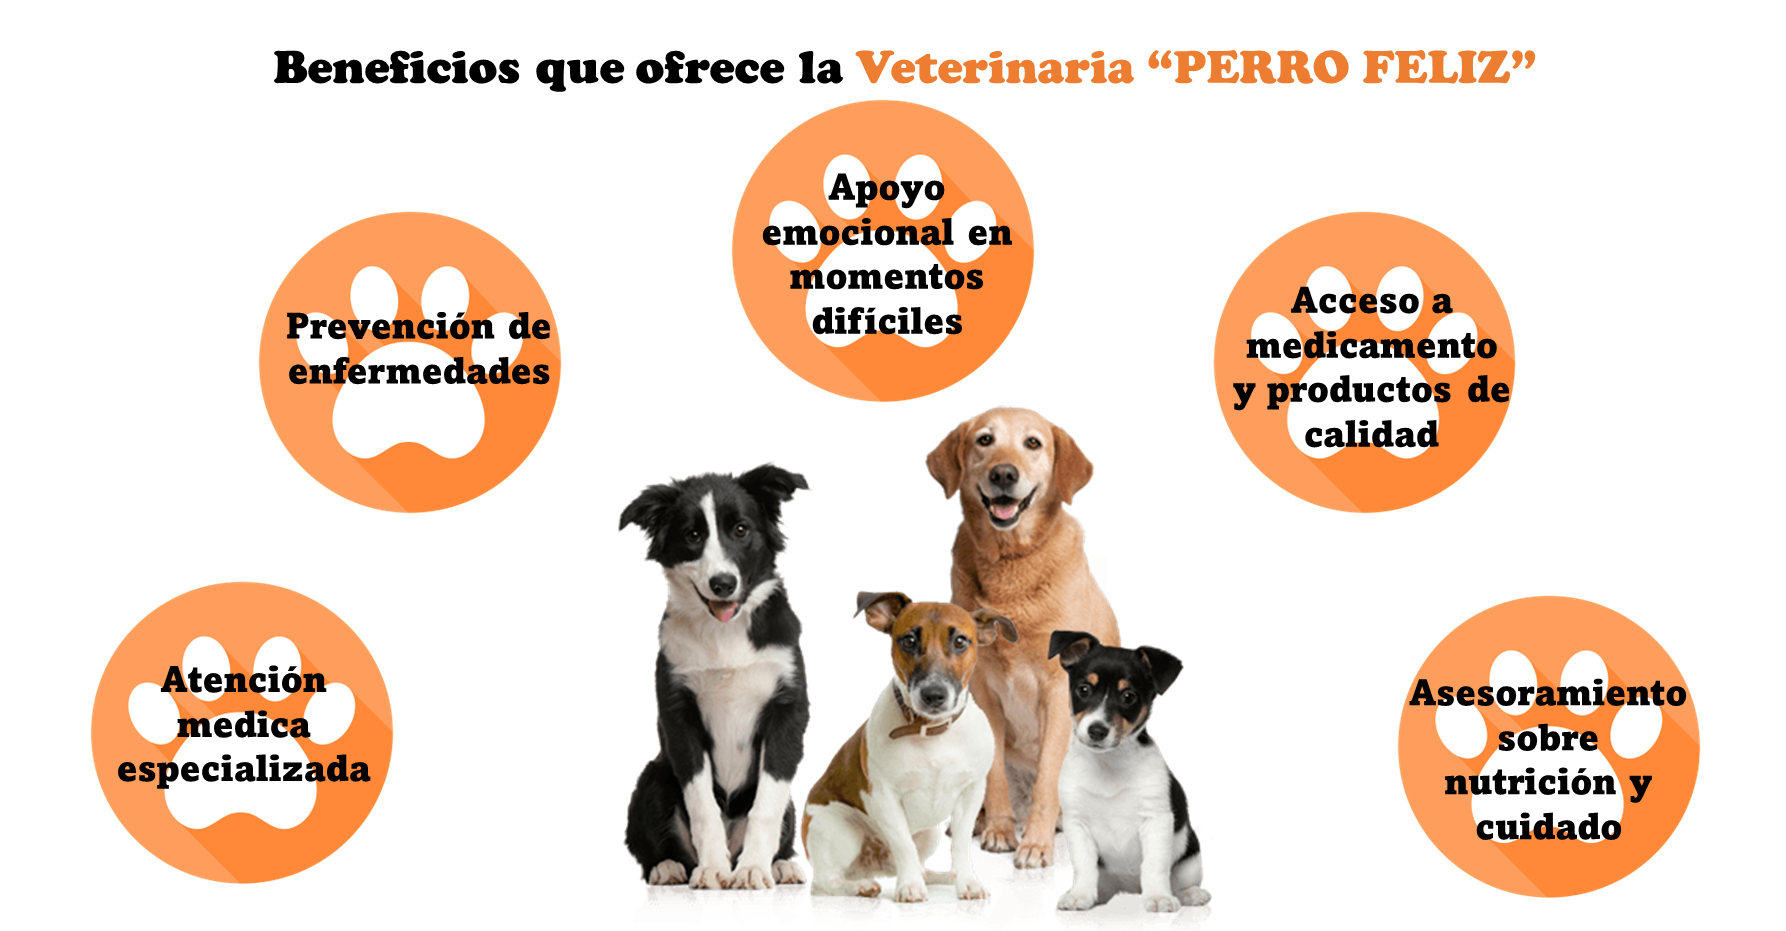 Beneficios que ofrece la Veterinaria “PERRO FELIZ”
Apoyo
emocional en
momentos
difíciles
Prevención de
enfermedades
Acceso a
medicamento
y productos de
calidad
Atención
medica
especializada
Asesoramiento
sobre
nutrición y
cuidado